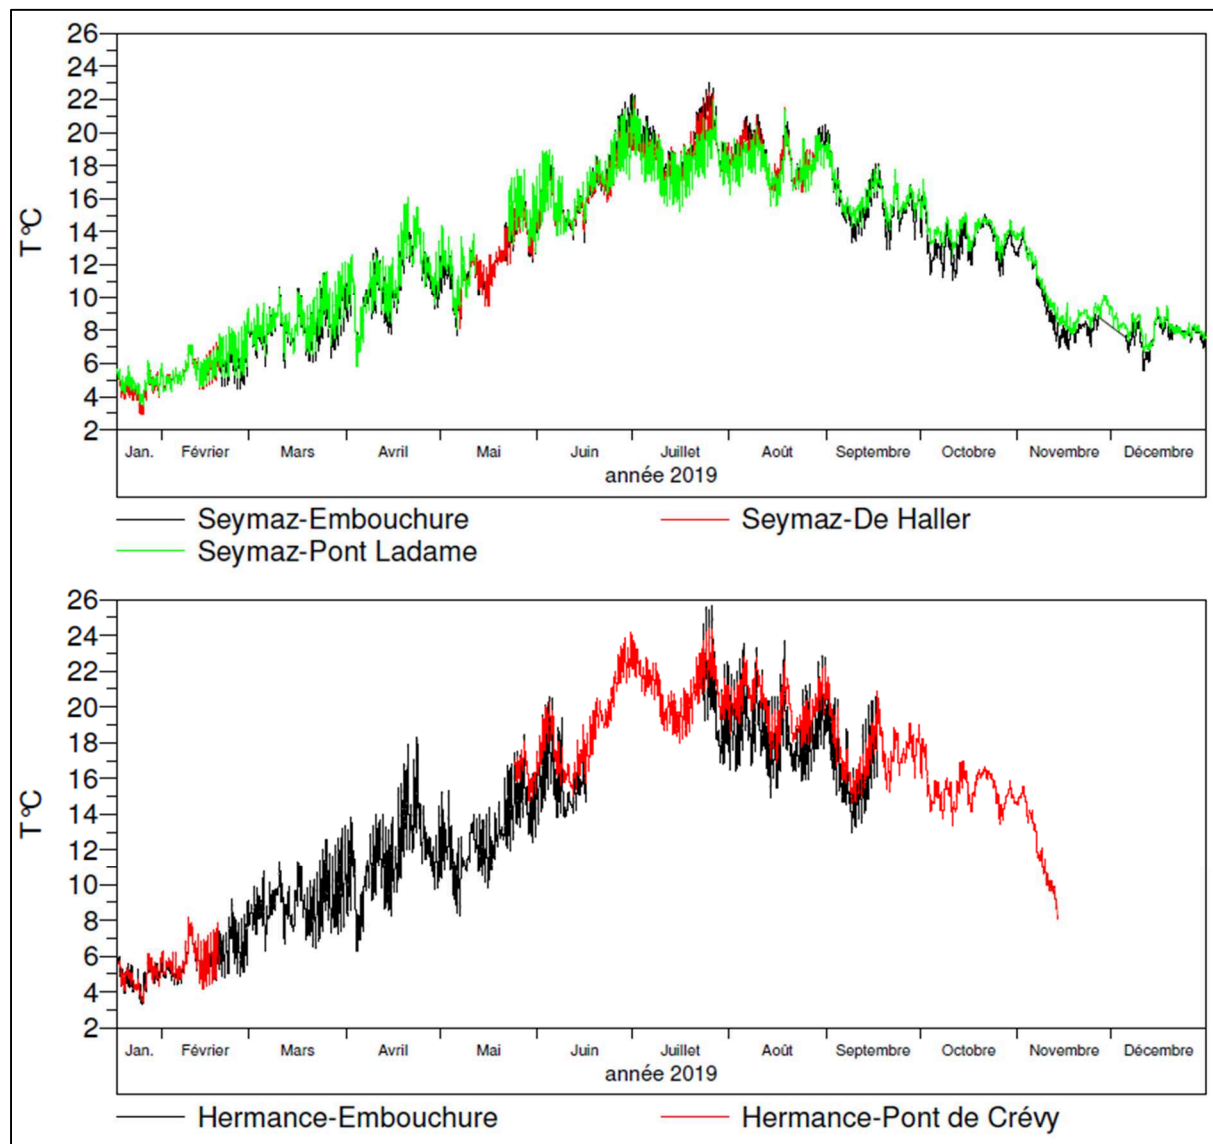 26
24
22
20
18
16
14
12
10
8
6
4
2
T°C
Jan. Février Mars Avril Mai Juin Juillet Août Septembre Octobre Novembre Décembre
année 2019
Seymaz-Embouchure Seymaz-De Haller
Seymaz-Pont Ladame
26
24
22
20
18
16
14
12
10
8
6
4
2
T°C
Jan. Février Mars Avril Mai Juin Juillet Août Septembre Octobre Novembre Décembre
année 2019
Hermance-Embouchure Hermance-Pont de Crévy